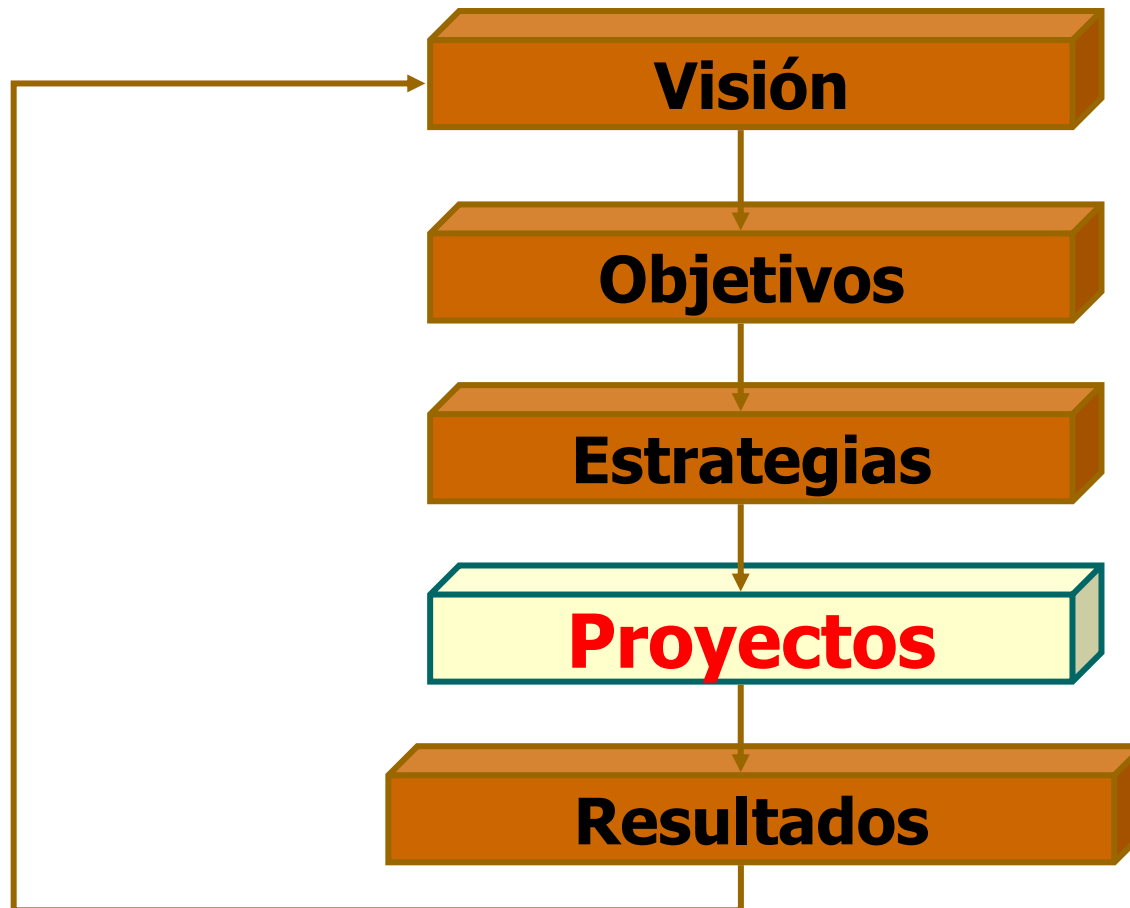 Visión
Objetivos
Estrategias
Proyectos
Resultados